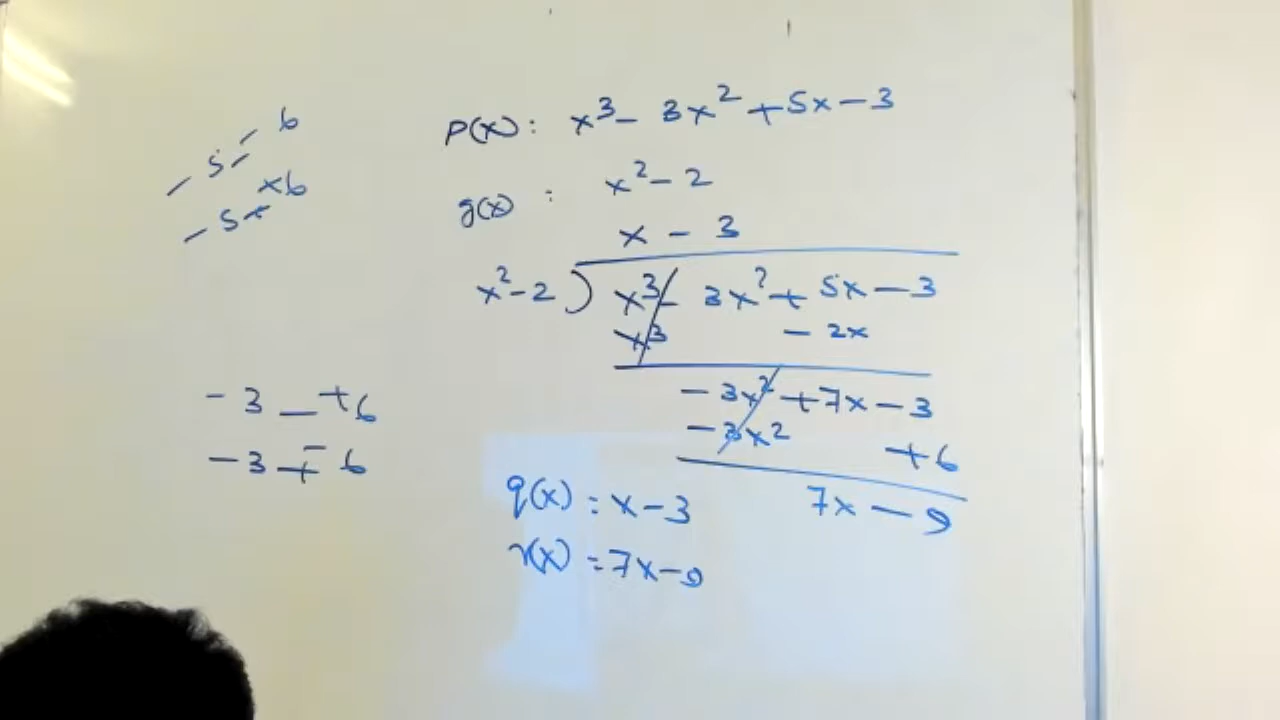 P(x) : x³ - 3x² + 5x - 3
g(x) : x² - 2
x - 3
x² - 2 ) x³ - 3x² + 5x - 3
x³ - 2x
- 3x² + 7x - 3
- 3x² + 6
7x - 9
q(x) = x - 3
r(x) = 7x - 9
- 5 - - 6
- 5 + x6
- 3 - +6
- 3 + - 6